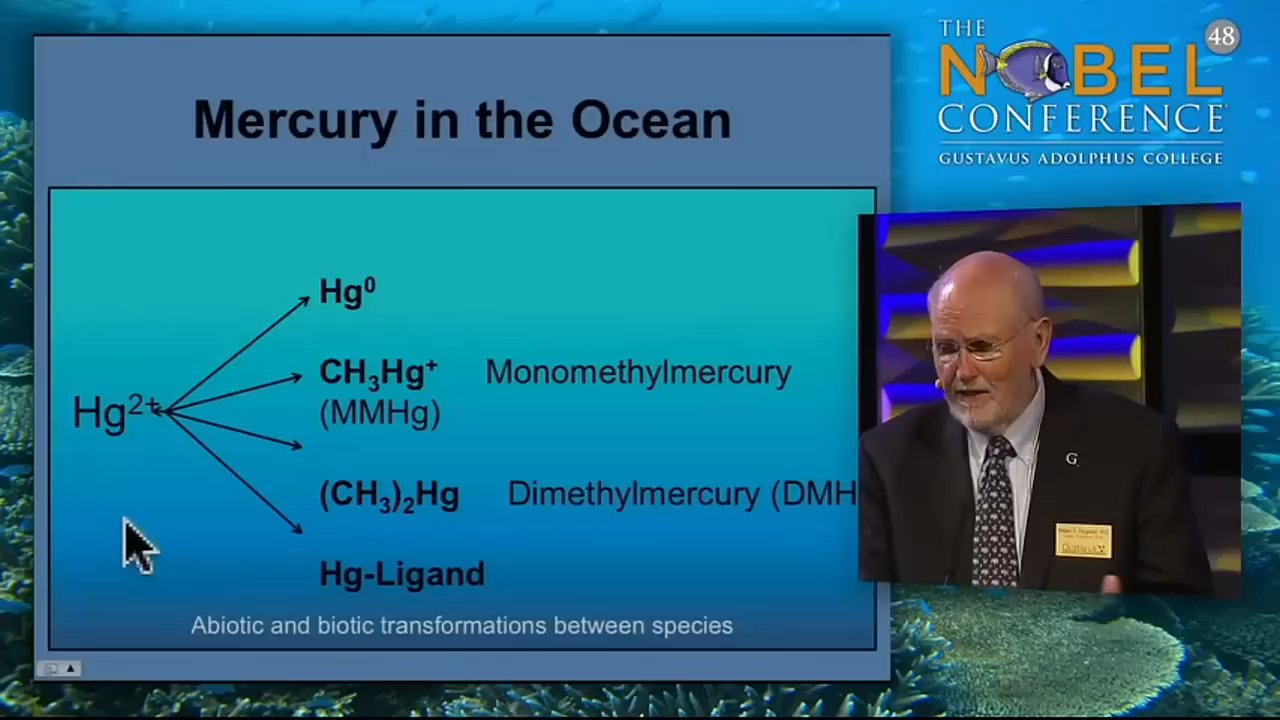 Mercury in the Ocean
Hg⁰
CH₃Hg⁺ Monomethylmercury
(MMHg)
Hg²⁺
(CH₃)₂Hg Dimethylmercury (DMH
Hg-Ligand
Abiotic and biotic transformations between species
THE
NOBEL
48
CONFERENCE
GUSTAVUS ADOLPHUS COLLEGE
G